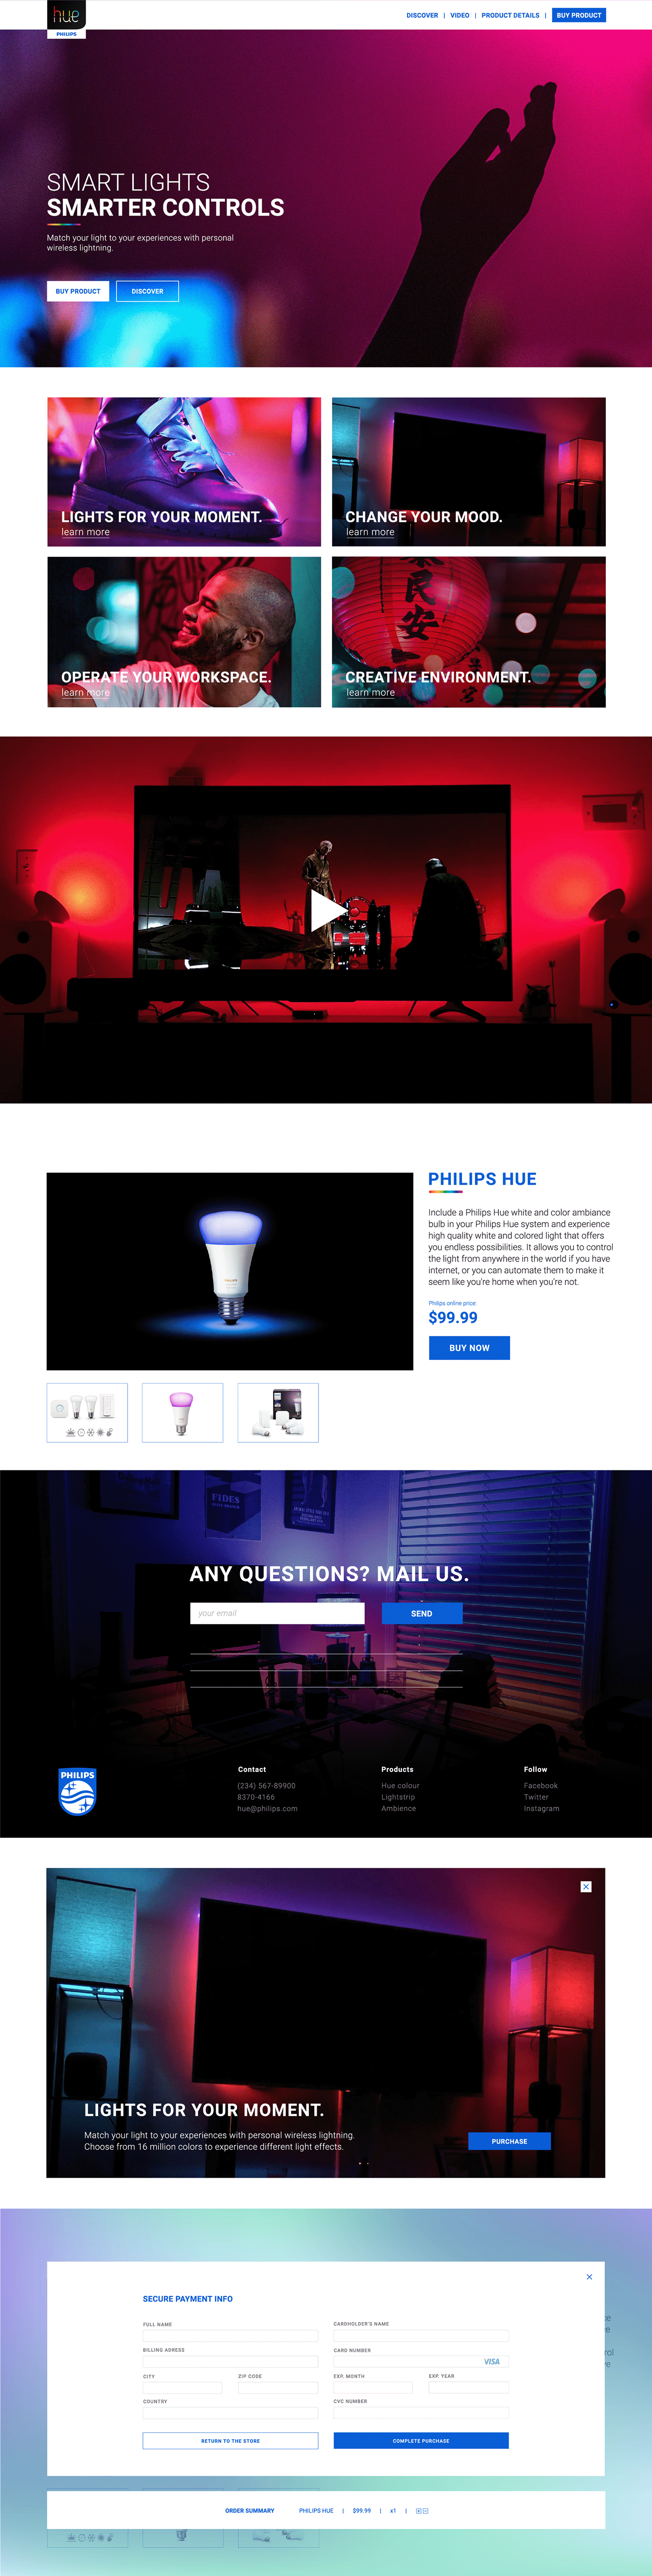 hue
PHILIPS
DISCOVER | VIDEO | PRODUCT DETAILS | BUY PRODUCT
SMART LIGHTS
SMARTER CONTROLS
Match your light to your experiences with personal
wireless lightning.
BUY PRODUCT DISCOVER
LIGHTS FOR YOUR MOMENT.
learn more
CHANGE YOUR MOOD.
learn more
民
安
OPERATE YOUR WORKSPACE.
learn more
CREATIVE ENVIRONMENT.
learn more
PHILIPS HUE
Include a Philips Hue white and color ambiance
bulb in your Philips Hue system and experience
high quality white and colored light that offers
you endless possibilities. It allows you to control
the light from anywhere in the world if you have
internet, or you can automate them to make it
seem like you're home when you're not.
Philips online price:
$99.99
BUY NOW
FIDES
ANY QUESTIONS? MAIL US.
your email
SEND
PHILIPS
Contact
(234) 567-89900
8370-4166
hue@philips.com
Products
Hue colour
Lightstrip
Ambience
Follow
Facebook
Twitter
Instagram
LIGHTS FOR YOUR MOMENT.
Match your light to your experiences with personal wireless lightning.
Choose from 16 million colors to experience different light effects.
PURCHASE
SECURE PAYMENT INFO
FULL NAME
CARDHOLDER'S NAME
BILLING ADRESS
CARD NUMBER
VISA
CITY
ZIP CODE
EXP. MONTH
EXP. YEAR
COUNTRY
CVC NUMBER
RETURN TO THE STORE
COMPLETE PURCHASE
ORDER SUMMARY PHILIPS HUE | $99.99 | x1 |